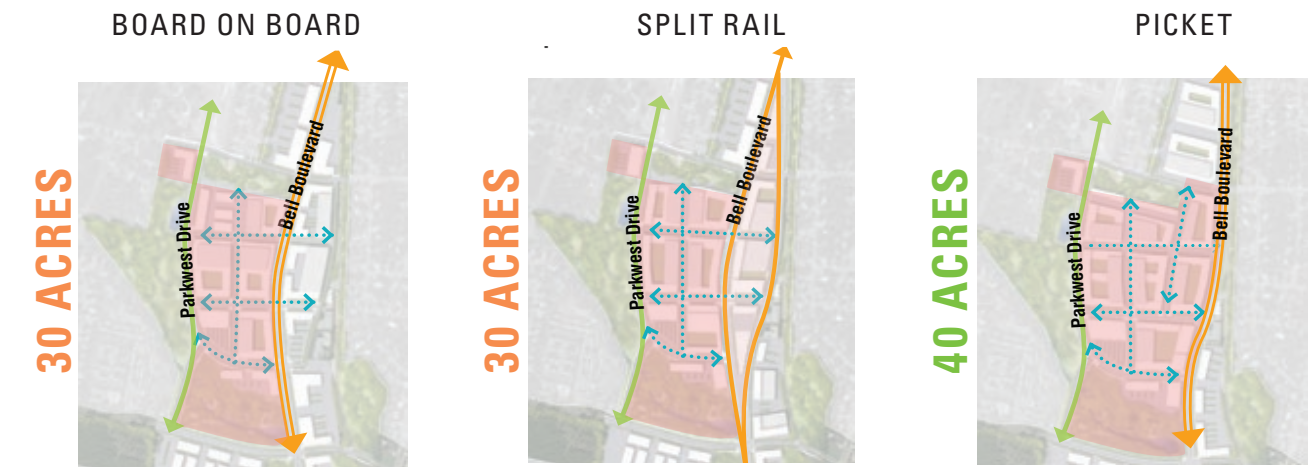 BOARD ON BOARD
30 ACRES
Parkwest Drive
Bell Boulevard
SPLIT RAIL
30 ACRES
Parkwest Drive
Bell Boulevard
PICKET
40 ACRES
Parkwest Drive
Bell Boulevard